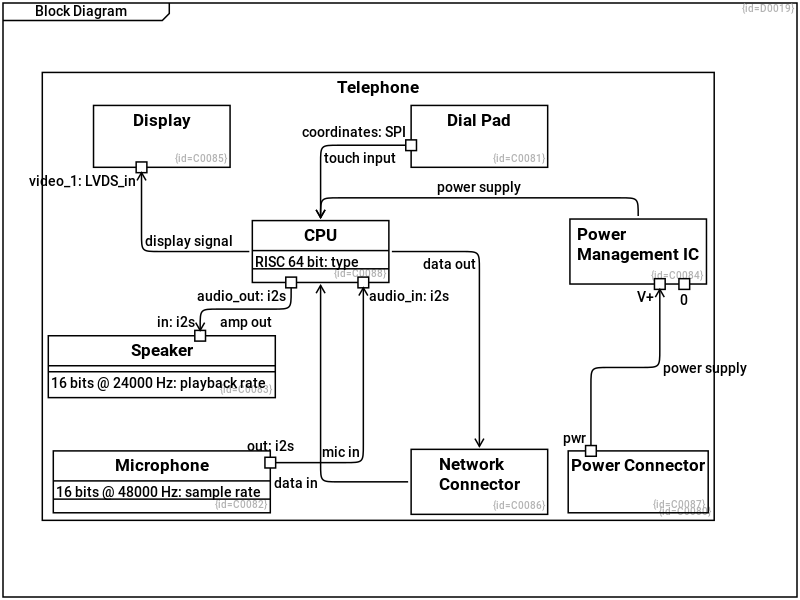 Block Diagram
{id=D0019}
Telephone
Display
{id=C0085}
video_1: LVDS_in
coordinates: SPI
touch input
Dial Pad
{id=C0081}
power supply
display signal
CPU
RISC 64 bit: type
{id=C0088}
data out
Power
Management IC
{id=C0084}
V+
0
audio_out: i2s
audio_in: i2s
in: i2s
amp out
Speaker
16 bits @ 24000 Hz: playback rate
{id=C0083}
power supply
out: i2s
mic in
data in
Microphone
16 bits @ 48000 Hz: sample rate
{id=C0082}
Network
Connector
{id=C0086}
pwr
Power Connector
{id=C0087}